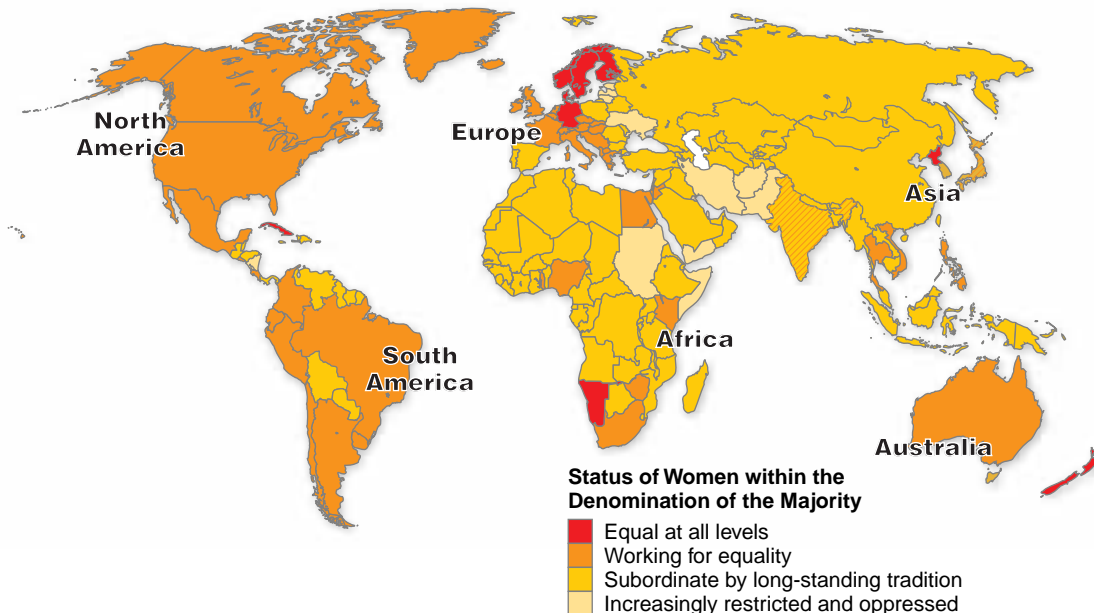 North
America
Europe
Asia
Africa
South
America
Australia
Status of Women within the
Denomination of the Majority
Equal at all levels
Working for equality
Subordinate by long-standing tradition
Increasingly restricted and oppressed